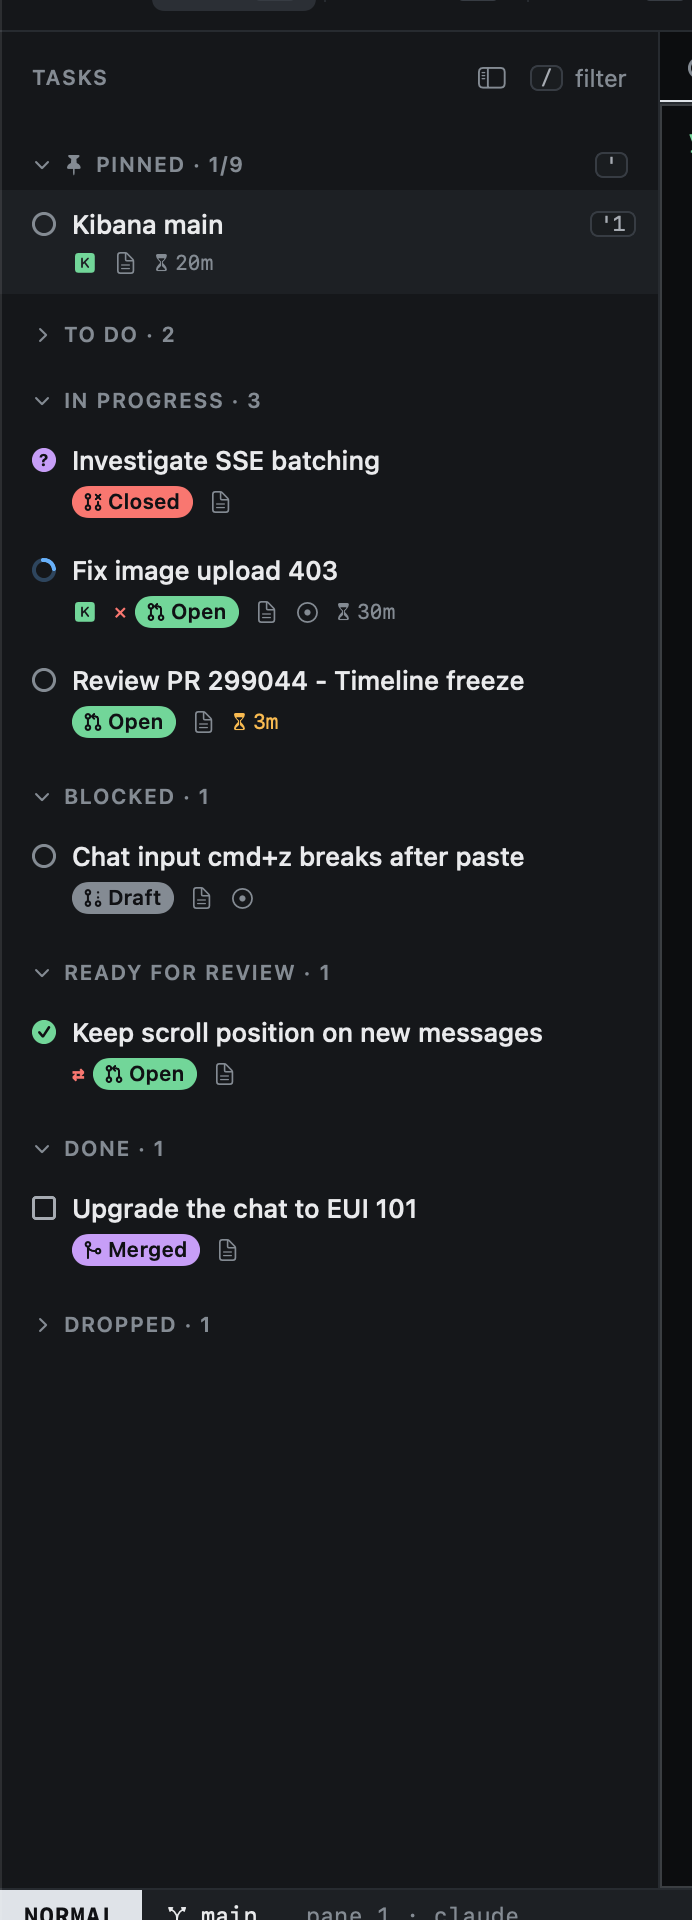 TASKS / filter
PINNED · 1/9 '
Kibana main '1
K 20m
TO DO · 2
IN PROGRESS · 3
? Investigate SSE batching
Closed
Fix image upload 403
K × Open 30m
Review PR 299044 - Timeline freeze
Open 3m
BLOCKED · 1
Chat input cmd+z breaks after paste
Draft
READY FOR REVIEW · 1
Keep scroll position on new messages
Open
DONE · 1
Upgrade the chat to EUI 101
Merged
DROPPED · 1
NORMAL main pane 1 · claude